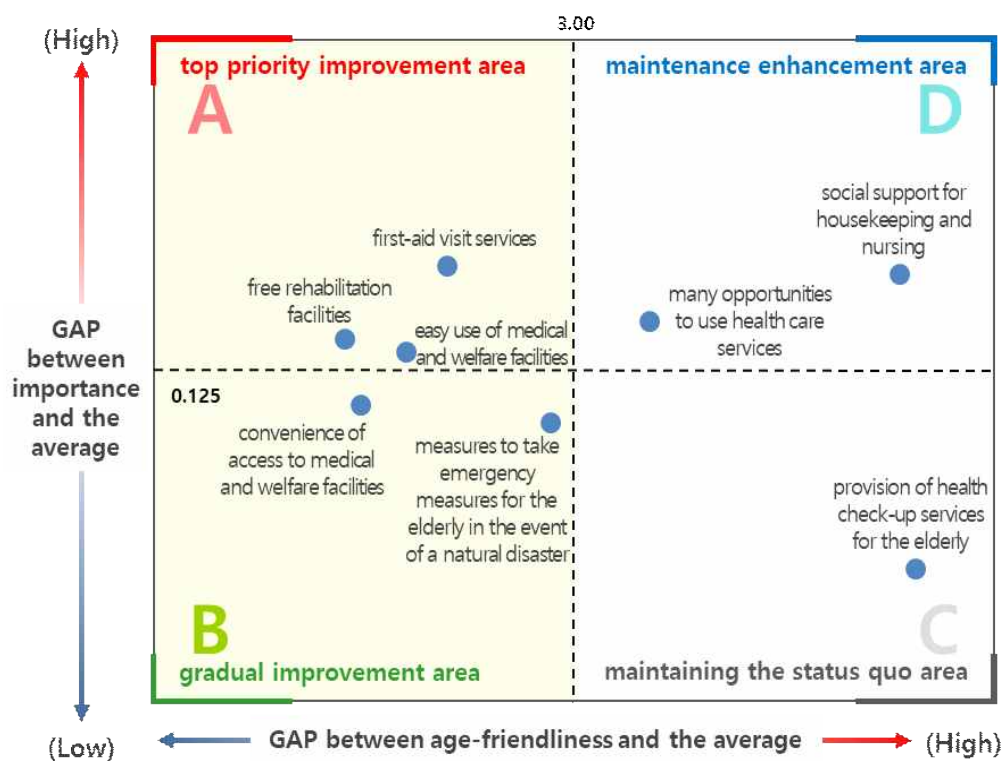 3.00
(High)
top priority improvement area
maintenance enhancement area
A
D
social support for
housekeeping and
nursing
first-aid visit services
free rehabilitation
facilities
many opportunities
to use health care
services
easy use of medical
and welfare facilities
GAP
between
importance
and the
average
0.125
convenience of
access to medical
and welfare facilities
measures to take
emergency
measures for the
elderly in the event
of a natural disaster
provision of health
check-up services
for the elderly
B
C
gradual improvement area
maintaining the status quo area
(Low)
GAP between age-friendliness and the average
(High)